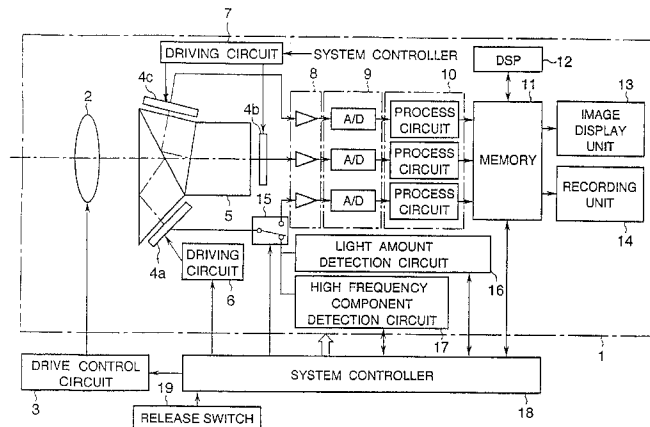 7
DRIVING CIRCUIT
SYSTEM CONTROLLER
8
9
10
DSP
12
11
13
2
4c
4b
A/D
PROCESS
CIRCUIT
A/D
PROCESS
CIRCUIT
A/D
PROCESS
CIRCUIT
MEMORY
IMAGE
DISPLAY
UNIT
RECORDING
UNIT
14
5
15
4a
DRIVING
CIRCUIT
6
LIGHT AMOUNT
DETECTION CIRCUIT
16
HIGH FREQUENCY
COMPONENT
DETECTION CIRCUIT
17
1
DRIVE CONTROL
CIRCUIT
3
19
SYSTEM CONTROLLER
18
RELEASE SWITCH